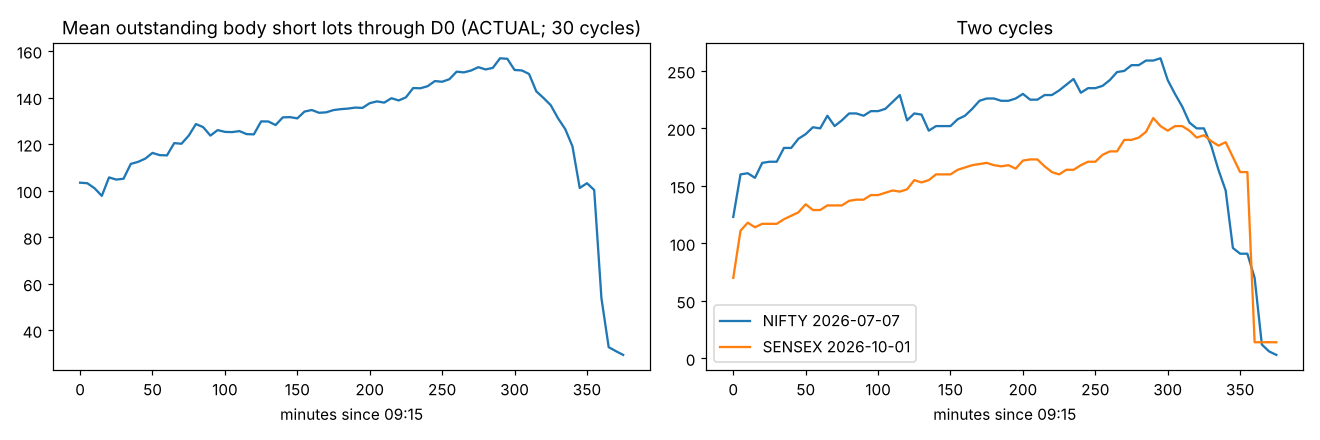 Mean outstanding body short lots through D0 (ACTUAL; 30 cycles)
160
140
120
100
80
60
40
0 50 100 150 200 250 300 350
minutes since 09:15
Two cycles
250
200
150
100
50
0
NIFTY 2026-07-07
SENSEX 2026-10-01
0 50 100 150 200 250 300 350
minutes since 09:15